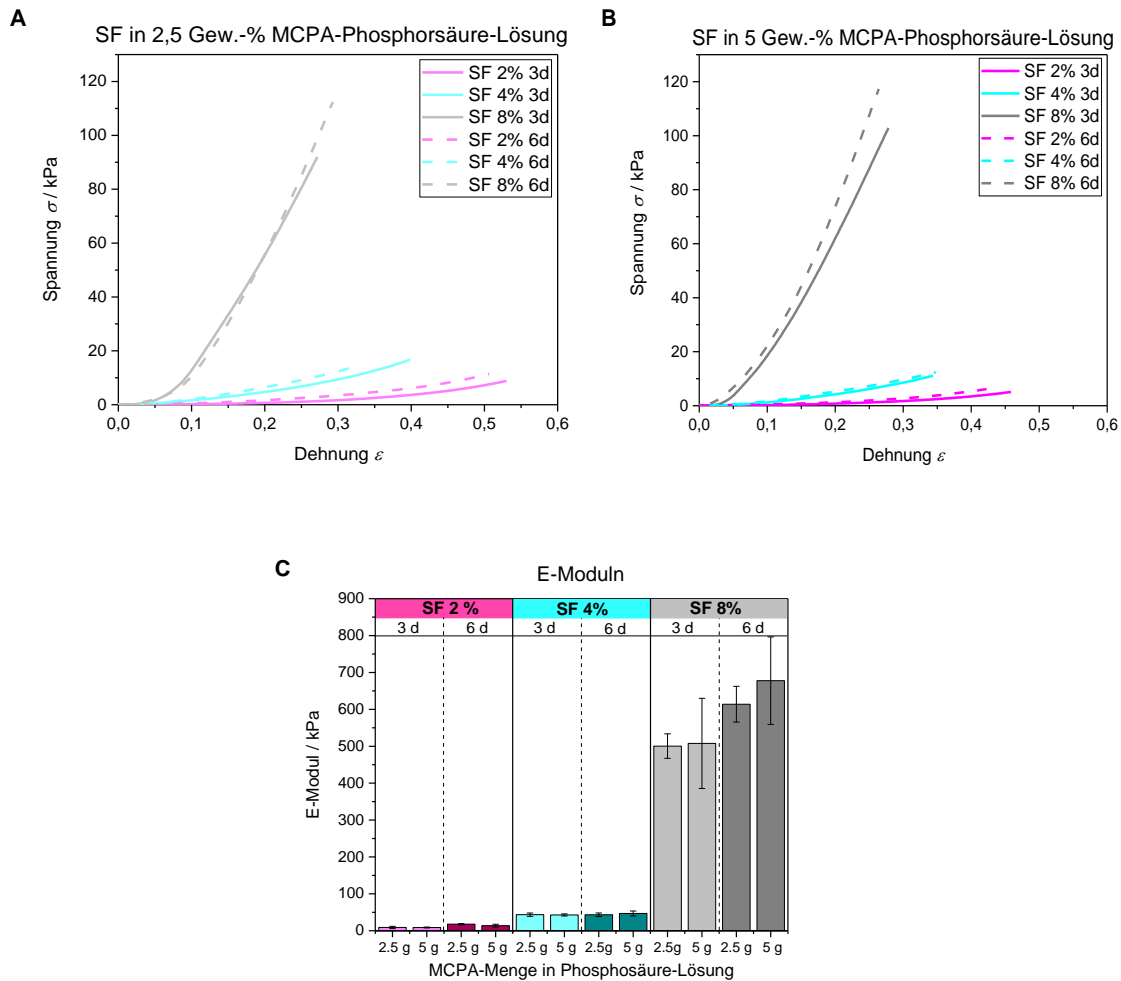 A
SF in 2,5 Gew.-% MCPA-Phosphorsäure-Lösung
SF 2% 3d
SF 4% 3d
SF 8% 3d
SF 2% 6d
SF 4% 6d
SF 8% 6d
120
100
80
60
40
20
0
Spannung σ / kPa
0,0 0,1 0,2 0,3 0,4 0,5 0,6
Dehnung ε
B
SF in 5 Gew.-% MCPA-Phosphorsäure-Lösung
SF 2% 3d
SF 4% 3d
SF 8% 3d
SF 2% 6d
SF 4% 6d
SF 8% 6d
120
100
80
60
40
20
0
Spannung σ / kPa
0,0 0,1 0,2 0,3 0,4 0,5 0,6
Dehnung ε
C
E-Moduln
SF 2 % SF 4% SF 8%
3 d 6 d 3 d 6 d 3 d 6 d
900
800
700
600
500
400
300
200
100
0
E-Modul / kPa
2.5 g 5 g 2.5 g 5 g 2.5 g 5 g 2.5 g 5 g 2.5g 5 g 2.5 g 5 g
MCPA-Menge in Phosphosäure-Lösung